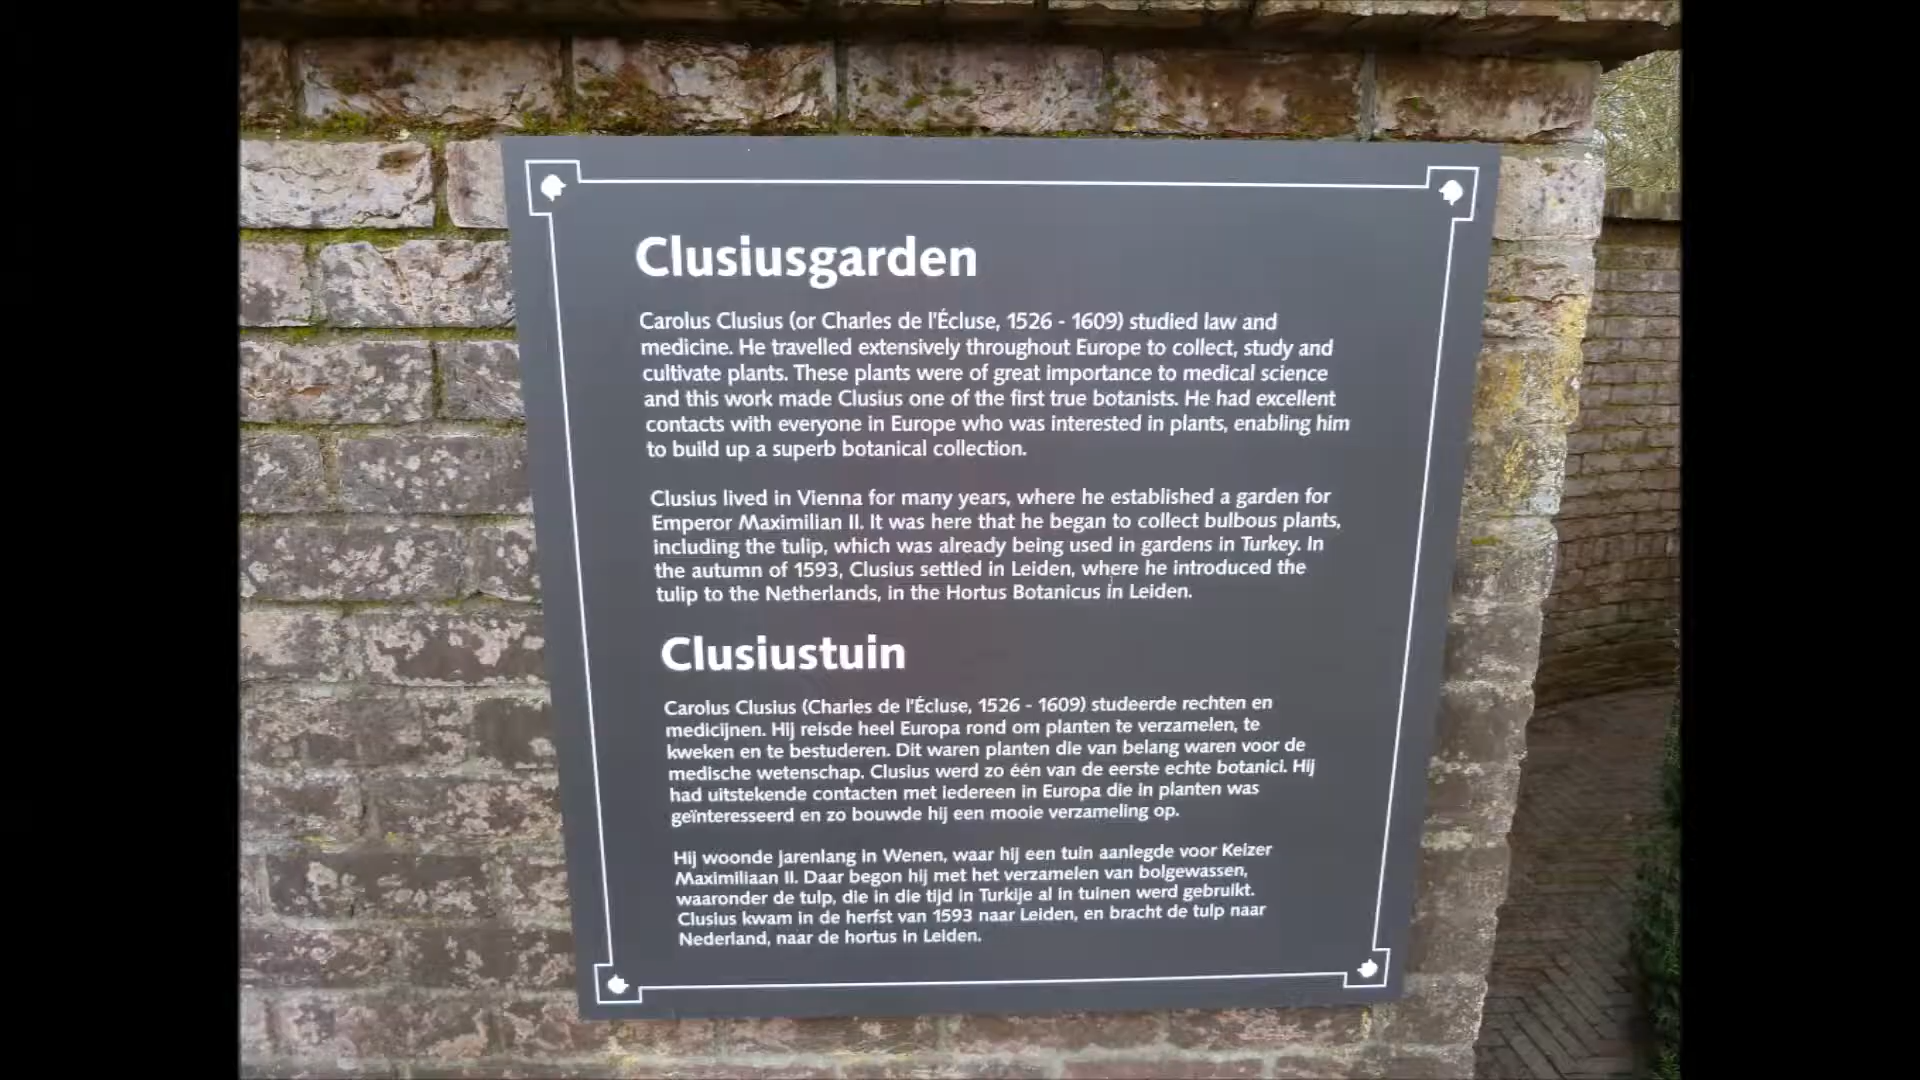 Clusiusgarden
Carolus Clusius (or Charles de l'Écluse, 1526 - 1609) studied law and
medicine. He travelled extensively throughout Europe to collect, study and
cultivate plants. These plants were of great importance to medical science
and this work made Clusius one of the first true botanists. He had excellent
contacts with everyone in Europe who was interested in plants, enabling him
to build up a superb botanical collection.
Clusius lived in Vienna for many years, where he established a garden for
Emperor Maximilian II. It was here that he began to collect bulbous plants,
including the tulip, which was already being used in gardens in Turkey. In
the autumn of 1593, Clusius settled in Leiden, where he introduced the
tulip to the Netherlands, in the Hortus Botanicus in Leiden.
Clusiustuin
Carolus Clusius (Charles de l'Écluse, 1526 - 1609) studeerde rechten en
medicijnen. Hij reisde heel Europa rond om planten te verzamelen, te
kweken en te bestuderen. Dit waren planten die van belang waren voor de
medische wetenschap. Clusius werd zo één van de eerste echte botanici. Hij
had uitstekende contacten met iedereen in Europa die in planten was
geïnteresseerd en zo bouwde hij een mooie verzameling op.
Hij woonde jarenlang in Wenen, waar hij een tuin aanlegde voor Keizer
Maximiliaan II. Daar begon hij met het verzamelen van bolgewassen,
waaronder de tulp, die in die tijd in Turkije al in tuinen werd gebruikt.
Clusius kwam in de herfst van 1593 naar Leiden, en bracht de tulp naar
Nederland, naar de hortus in Leiden.